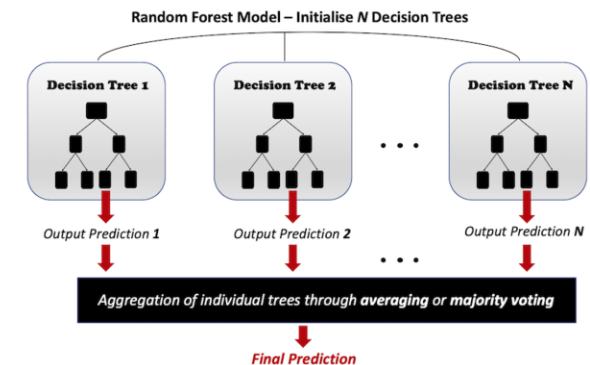 Random Forest Model – Initialise N Decision Trees
Decision Tree 1
Decision Tree 2
Decision Tree N
. . .
Output Prediction 1
Output Prediction 2
Output Prediction N
. . .
Aggregation of individual trees through averaging or majority voting
Final Prediction